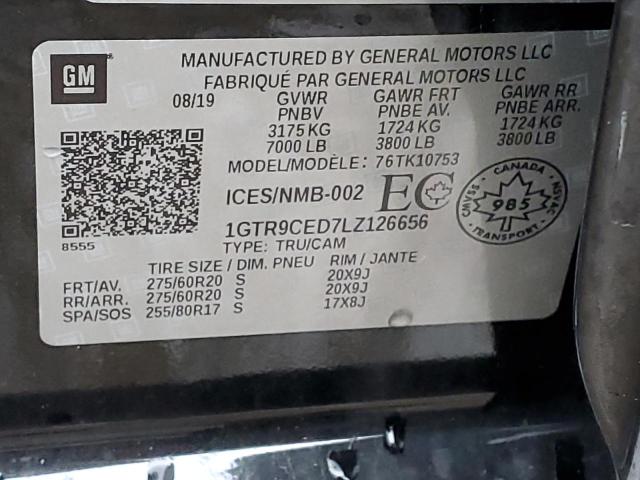 GM
MANUFACTURED BY GENERAL MOTORS LLC
FABRIQUÉ PAR GENERAL MOTORS LLC
08/19 GVWR GAWR FRT GAWR RR
PNBV PNBE AV. PNBE ARR.
3175 KG 1724 KG 1724 KG
7000 LB 3800 LB 3800 LB
MODEL/MODÈLE: 76TK10753
ICES/NMB-002 EC
CANADA
CMVSS 985 NSVAC
TRANSPORT
8555 1GTR9CED7LZ126656
TYPE: TRU/CAM
TIRE SIZE / DIM. PNEU RIM / JANTE
FRT/AV. 275/60R20 S 20X9J
RR/ARR. 275/60R20 S 20X9J
SPA/SOS 255/80R17 S 17X8J